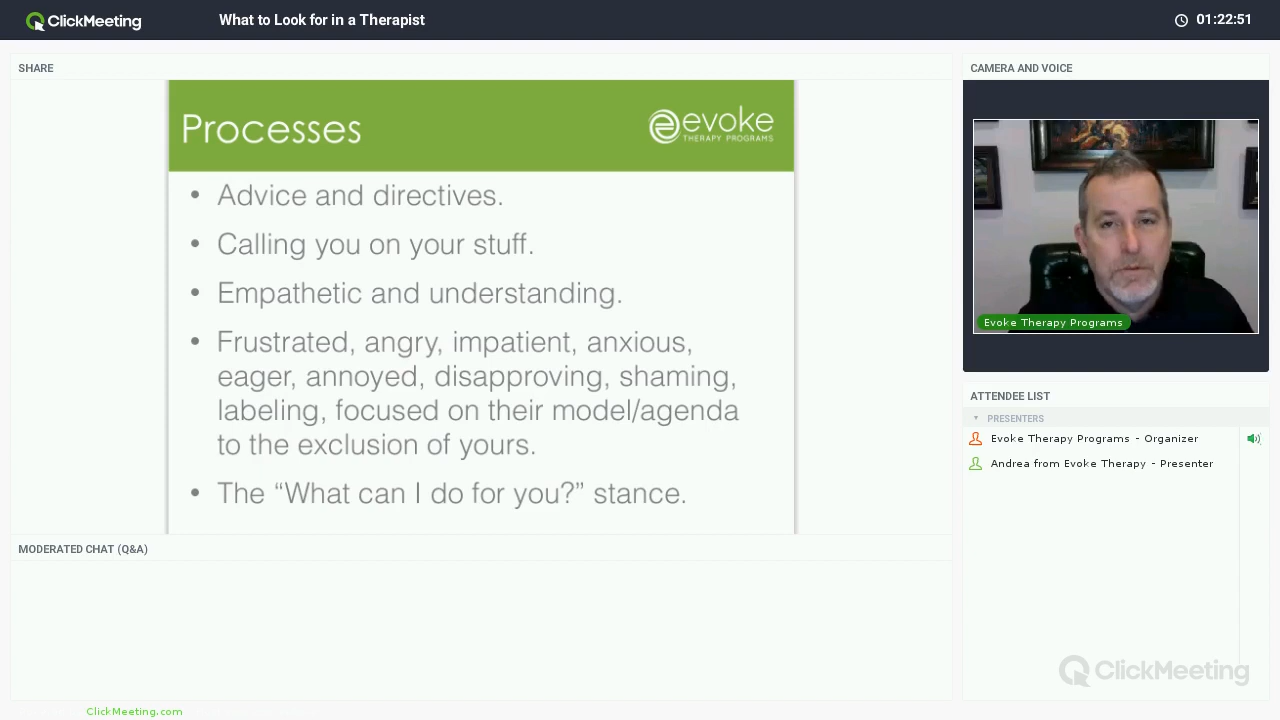 ClickMeeting
What to Look for in a Therapist
01:22:51
SHARE
Processes
evoke
THERAPY PROGRAMS
• Advice and directives.
• Calling you on your stuff.
• Empathetic and understanding.
• Frustrated, angry, impatient, anxious,
eager, annoyed, disapproving, shaming,
labeling, focused on their model/agenda
to the exclusion of yours.
• The “What can I do for you?” stance.
MODERATED CHAT (Q&A)
CAMERA AND VOICE
Evoke Therapy Programs
ATTENDEE LIST
PRESENTERS
Evoke Therapy Programs - Organizer
Andrea from Evoke Therapy - Presenter
ClickMeeting
ClickMeeting.com